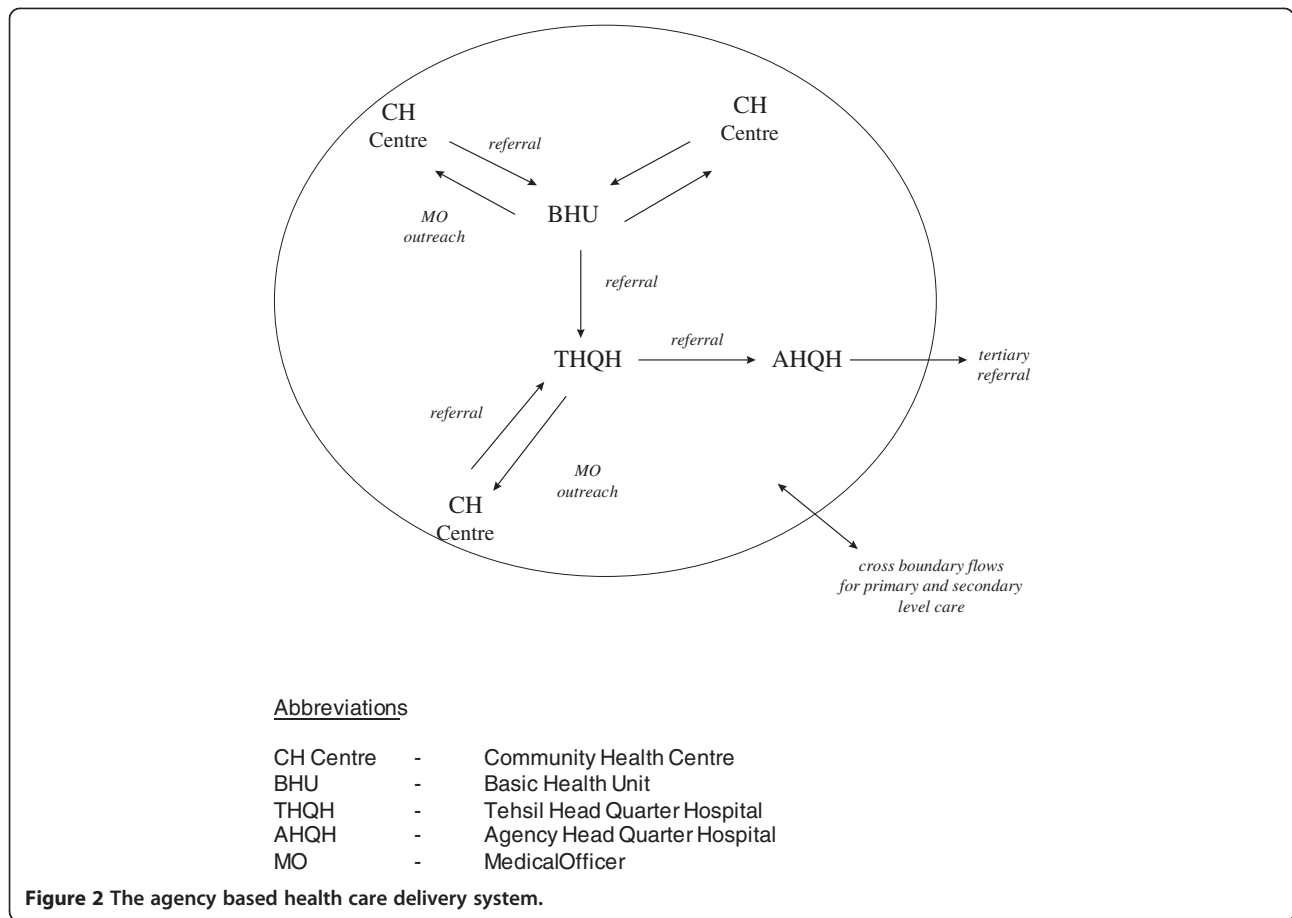 CH
Centre
CH
Centre
referral
MO
outreach
BHU
referral
THQH
referral
AHQH
tertiary
referral
referral
MO
outreach
CH
Centre
cross boundary flows
for primary and secondary
level care
Abbreviations
CH Centre - Community Health Centre
BHU - Basic Health Unit
THQH - Tehsil Head Quarter Hospital
AHQH - Agency Head Quarter Hospital
MO - MedicalOfficer
Figure 2 The agency based health care delivery system.